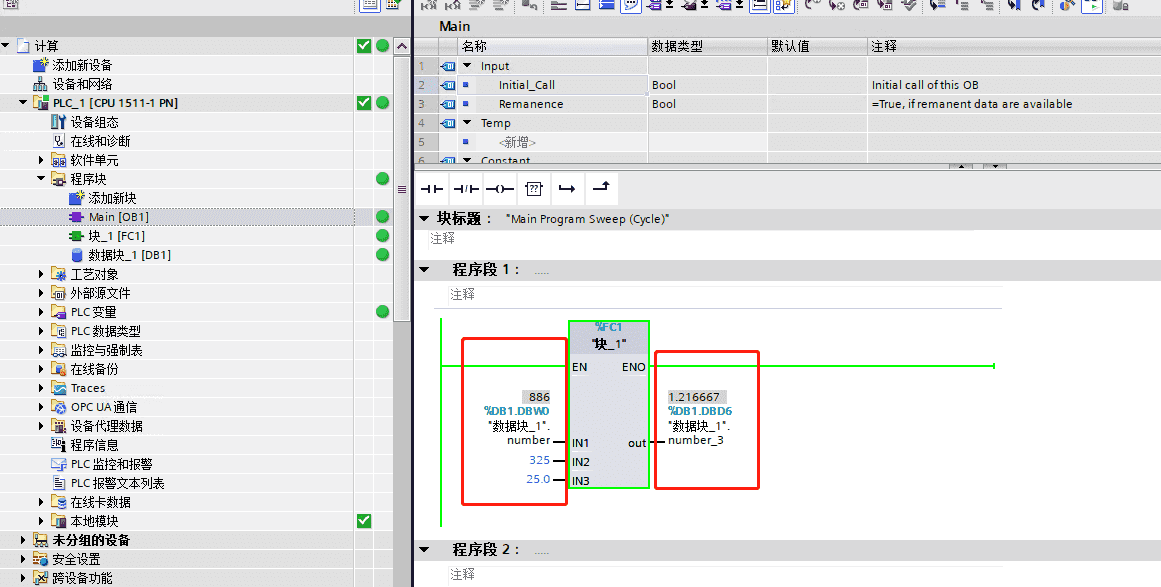 计算
添加新设备
设备和网络
PLC_1 [CPU 1511-1 PN]
设备组态
在线和诊断
软件单元
程序块
添加新块
Main [OB1]
块_1 [FC1]
数据块_1 [DB1]
工艺对象
外部源文件
PLC 变量
PLC 数据类型
监控与强制表
在线备份
Traces
OPC UA 通信
设备代理数据
程序信息
PLC 监控和报警
PLC 报警文本列表
在线卡数据
本地模块
未分组的设备
安全设置
跨设备功能
Main
名称 数据类型 默认值 注释
1 Input
2 Initial_Call Bool Initial call of this OB
3 Remanence Bool =True, if remanent data are available
4 Temp
5 <新增>
6 Constant
??
块标题： "Main Program Sweep (Cycle)"
注释
程序段 1： .....
注释
%FC1
"块_1"
EN ENO
886 1.216667
%DB1.DBW0 %DB1.DBD6
"数据块_1". "数据块_1".
number IN1 out number_3
325 IN2
25.0 IN3
程序段 2： .....
注释